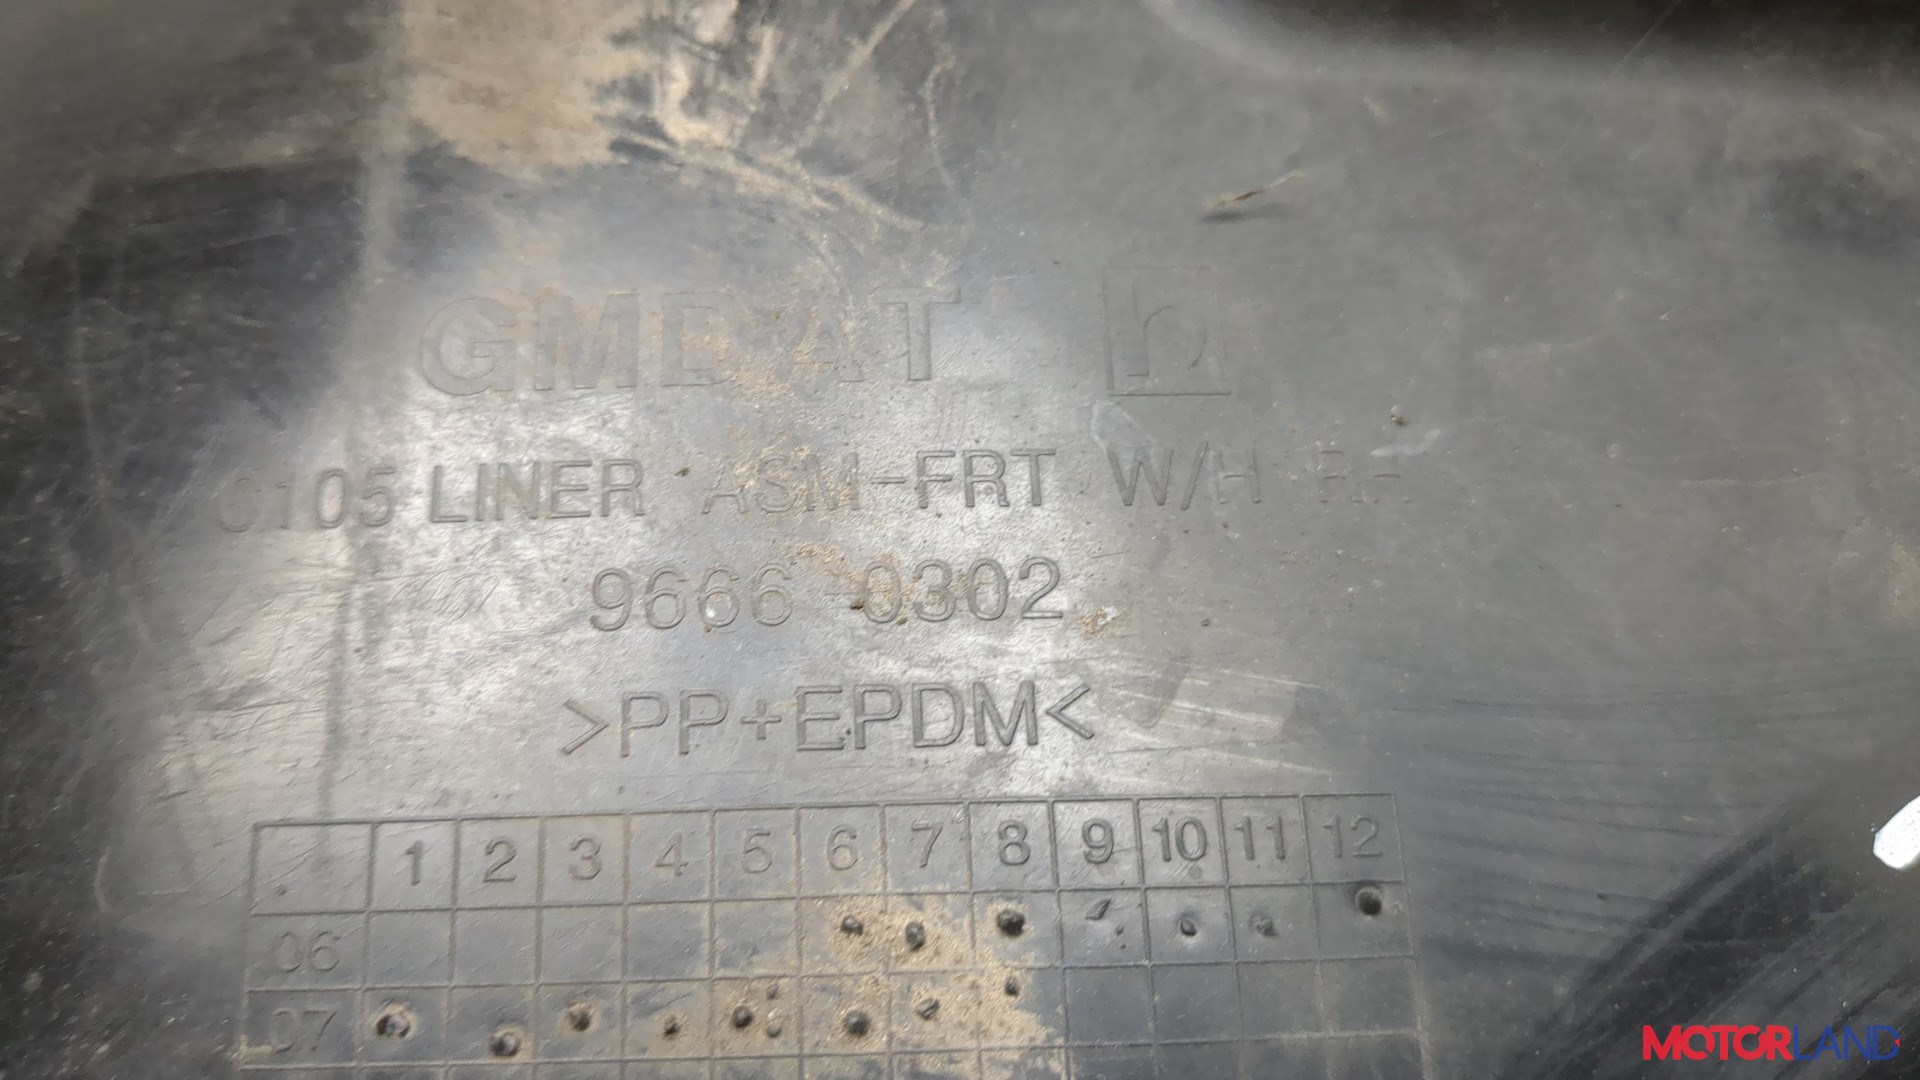 GMDAT h
C105 LINER ASM-FRT W/H RH
9666 0302
>PP+EPDM<
1 2 3 4 5 6 7 8 9 10 11 12
06
07
MOTORLAND